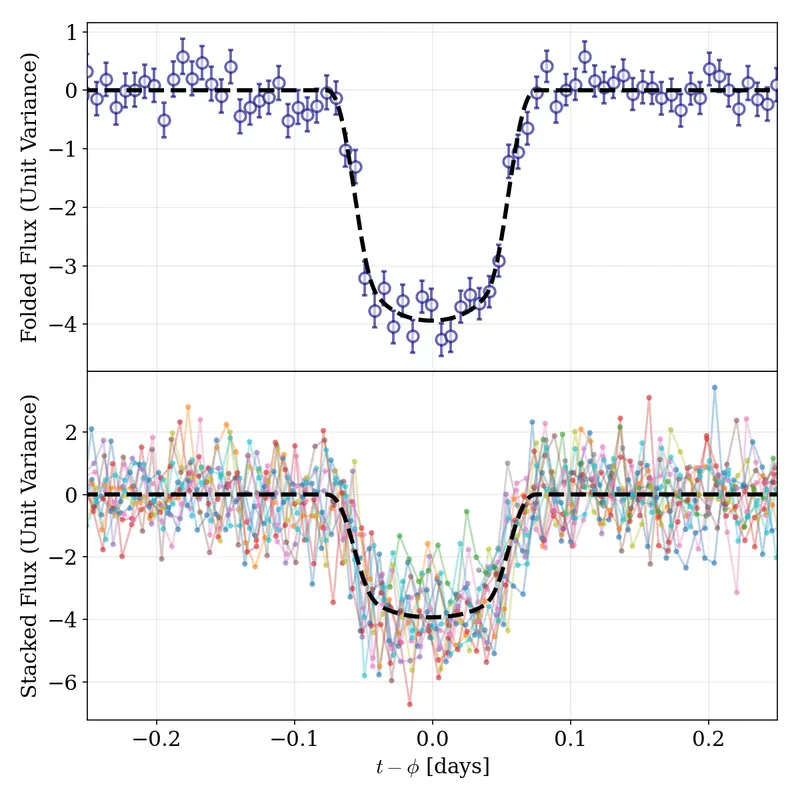 Folded Flux (Unit Variance)
1
0
−1
−2
−3
−4
Stacked Flux (Unit Variance)
2
0
−2
−4
−6
−0.2 −0.1 0.0 0.1 0.2
t − ϕ [days]